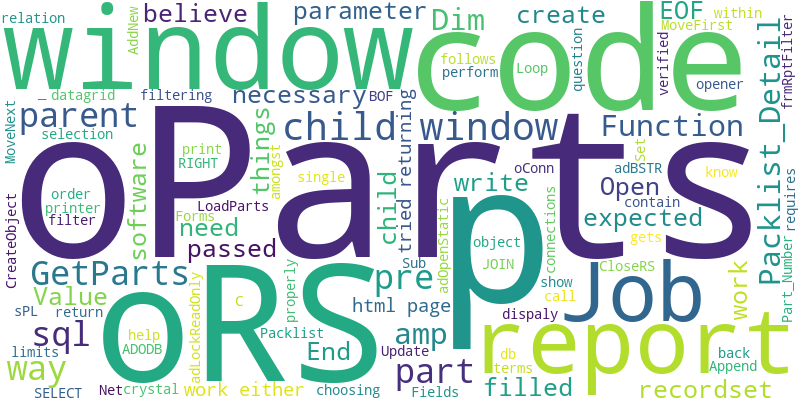 relation
AddNew
believe
parameter
Dim
create
EOF
within
MoveFirst
Packlist_Detail
frmRptFilter
window
code
follows
perform
Loop
question
verified
opener
_
datagrid
filtering
necessary
BOF
parent
child window
Function
MoveNext
selection
software
print
RIGHT
things
amongst
single
child
tried returning
oParts
p
write
oConn
Set
adBSTR
know
Open
contain
requires
order
printer
filter
LoadParts
Forms
need
passed
object
expected
gets
connections
JOIN
adOpenStatic
Sub
CreateObject
GetParts
Value
sPL
return
oRS
adLockReadOnly
C
properly
pre
html page
show
call
CloseRS
Job
work
Part_Number
sql
help
ADODB
Packlist
End
amp
dispaly
report
limits
way
Net
crystal
work either
choosing
Update
part
Fields
filled
db
terms
back
Append
recordset
SELECT